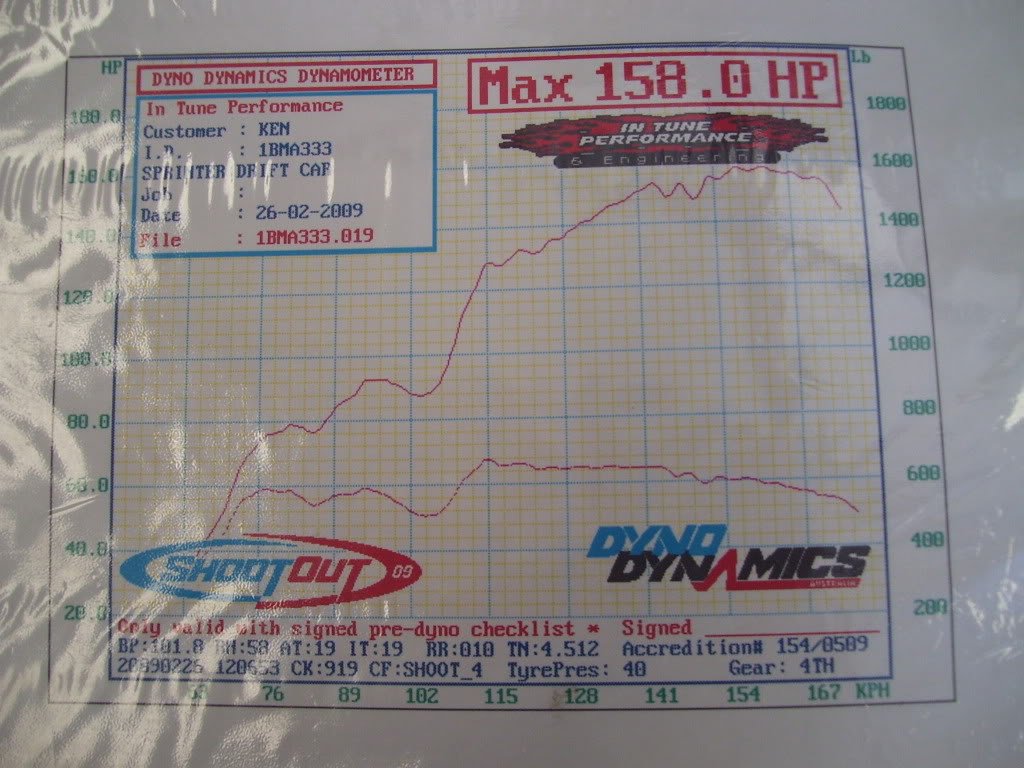 HP
DYNO DYNAMICS DYNAMOMETER
Max 158.0 HP
Lb
In Tune Performance
Customer : KEN
I.D. : 1BMA333
SPRINTER DRIFT CAR
Job :
Date : 26-02-2009
File : 1BMA333.019
IN TUNE
PERFORMANCE
& Engineering
180.0
160.0
140.0
120.0
100.0
80.0
60.0
40.0
20.0
1800
1600
1400
1200
1000
800
600
400
200
SHOOTOUT 09
DYNO
DYNAMICS
AUSTRALIA
Only valid with signed pre-dyno checklist * Signed
BP:101.8 RH:58 AT:19 IT:19 RR:010 TN:4.512 Accreditation# 154/0509
20090226 120653 CK:919 CF:SHOOT_4 TyrePres: 40 Gear: 4TH
63 76 89 102 115 128 141 154 167 KPH